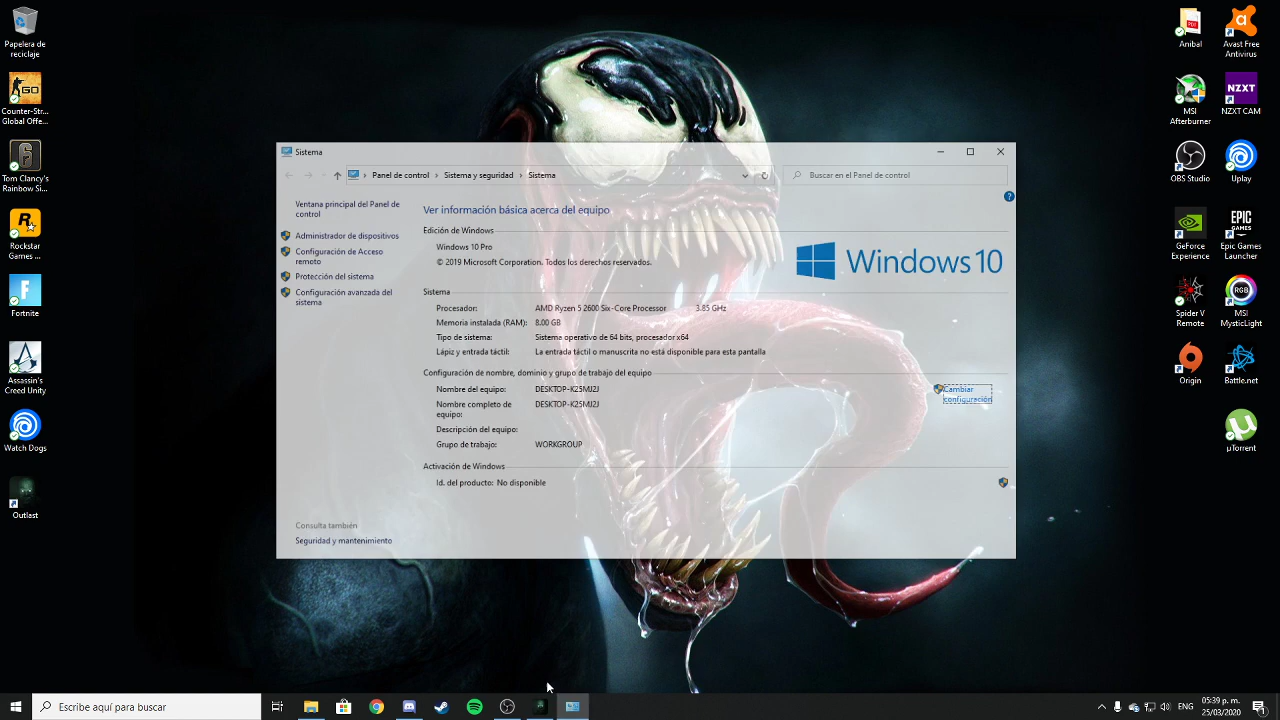 Papelera de
reciclaje
Counter-Str...
Global Offe...
Tom Clancy's
Rainbow Si...
Rockstar
Games ...
Fortnite
Assassin's
Creed Unity
Watch Dogs
Outlast
Sistema
Panel de control › Sistema y seguridad › Sistema
Buscar en el Panel de control
Ventana principal del Panel de
control
Administrador de dispositivos
Configuración de Acceso
remoto
Protección del sistema
Configuración avanzada del
sistema
Consulta también
Seguridad y mantenimiento
Ver información básica acerca del equipo
Edición de Windows
Windows 10 Pro
© 2019 Microsoft Corporation. Todos los derechos reservados.
Windows 10
Sistema
Procesador: AMD Ryzen 5 2600 Six-Core Processor 3.85 GHz
Memoria instalada (RAM): 8.00 GB
Tipo de sistema: Sistema operativo de 64 bits, procesador x64
Lápiz y entrada táctil: La entrada táctil o manuscrita no está disponible para esta pantalla
Configuración de nombre, dominio y grupo de trabajo del equipo
Nombre del equipo: DESKTOP-K25MJ2J
Cambiar
configuración
Nombre completo de
equipo: DESKTOP-K25MJ2J
Descripción del equipo:
Grupo de trabajo: WORKGROUP
Activación de Windows
Id. del producto: No disponible
Anibal
Avast Free
Antivirus
MSI
Afterburner
NZXT
NZXT CAM
OBS Studio
Uplay
GeForce
Experience
EPIC
GAMES
Epic Games
Launcher
Spider V
Remote
RGB
MSI
MysticLight
Origin
Battle.net
µTorrent
Escribe aquí para buscar
05:39 p. m.
25/03/2020